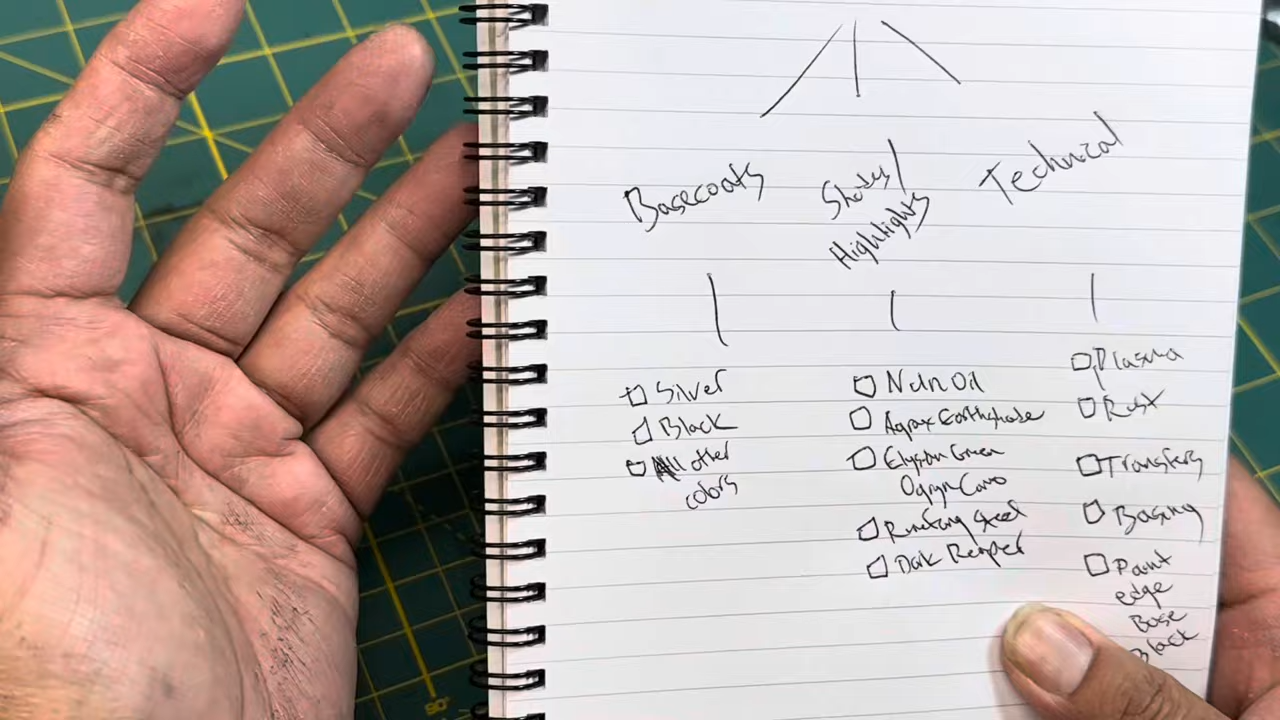 Basecoats
Shades/
Highlights
Technical
Silver
Black
All other
colors
Nuln Oil
Agrax Earthshade
Elysian Green
Ogryn Camo
Runefang Steel
Dark Reaper
Plasma
Rust
Transfers
Basing
Paint
edge
Base
Black
90°